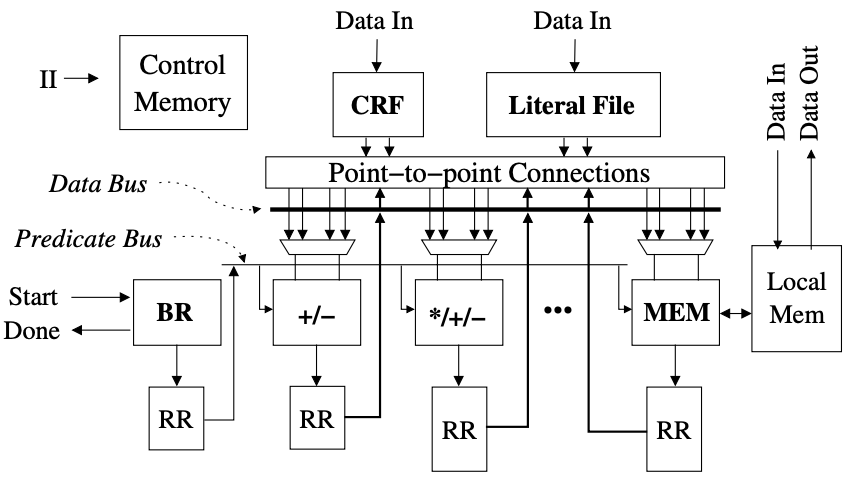 Data In
Data In
II
Control
Memory
CRF
Literal File
Data In
Data Out
Point−to−point Connections
Data Bus
Predicate Bus
Start
Done
BR
+/−
*/+/−
•••
MEM
Local
Mem
RR
RR
RR
RR